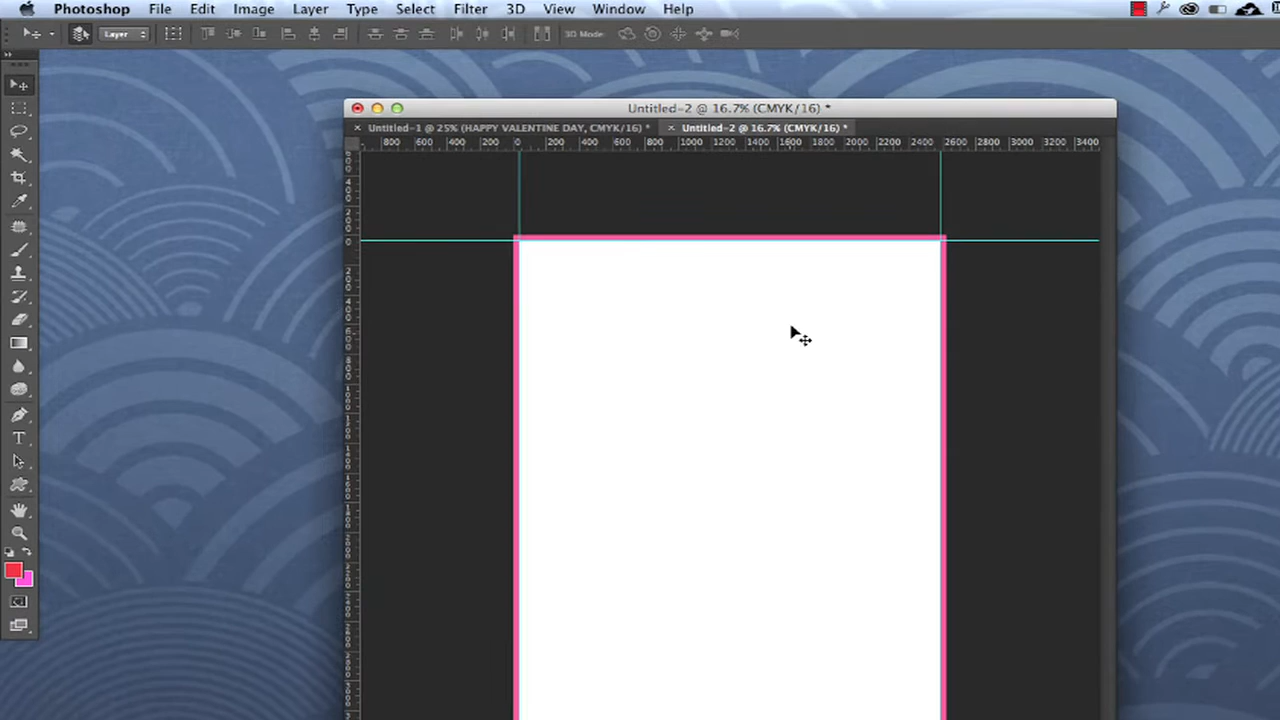 Photoshop File Edit Image Layer Type Select Filter 3D View Window Help
Layer 3D Mode:
Untitled-2 @ 16.7% (CMYK/16) *
Untitled-1 @ 25% (HAPPY VALENTINE DAY, CMYK/16) * Untitled-2 @ 16.7% (CMYK/16) *
800 600 400 200 0 200 400 600 800 1000 1200 1400 1600 1800 2000 2200 2400 2600 2800 3000 3200 3400